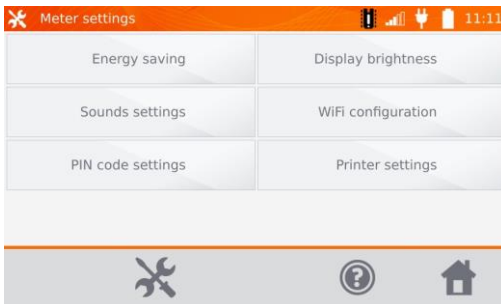 Meter settings 11:11
Energy saving Display brightness
Sounds settings WiFi configuration
PIN code settings Printer settings